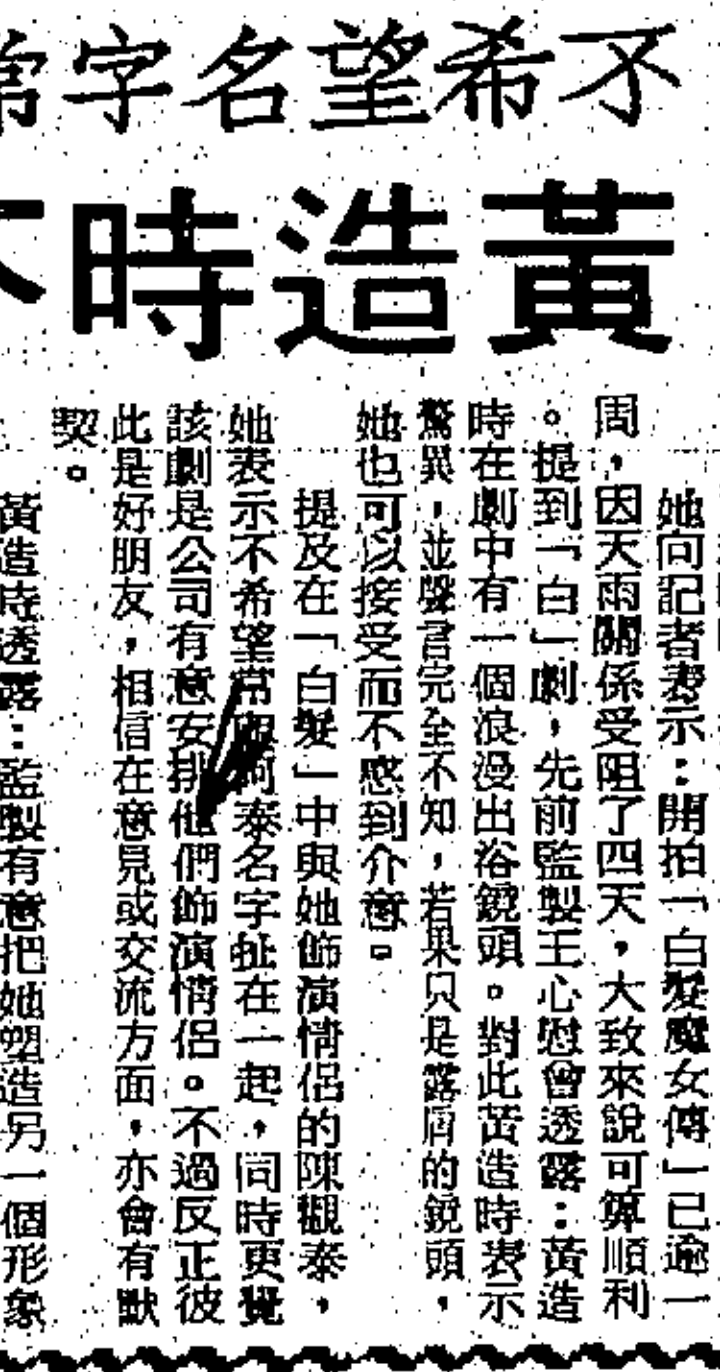 不希望名字常
黃造時不
她向記者表示：開拍「白髮魔女傳」已逾一
周，因天雨關係受阻了四天，大致來說可算順利
。提到「白」劇，先前監製王心慰會透露：黃造
時在劇中有一個浪漫出浴鏡頭。對此黃造時表示
驚異，並聲言完全不知，若果只是露肩的鏡頭，
她也可以接受而不感到介意。
提及在「白髮」中與她飾演情侶的陳觀泰，
她表示不希望常跟阿泰名字扯在一起，同時更覺
該劇是公司有意安排他們飾演情侶。不過反正彼
此是好朋友，相信在意見或交流方面，亦會有默
契。
黃造時透露：監製有意把她塑造另一個形象